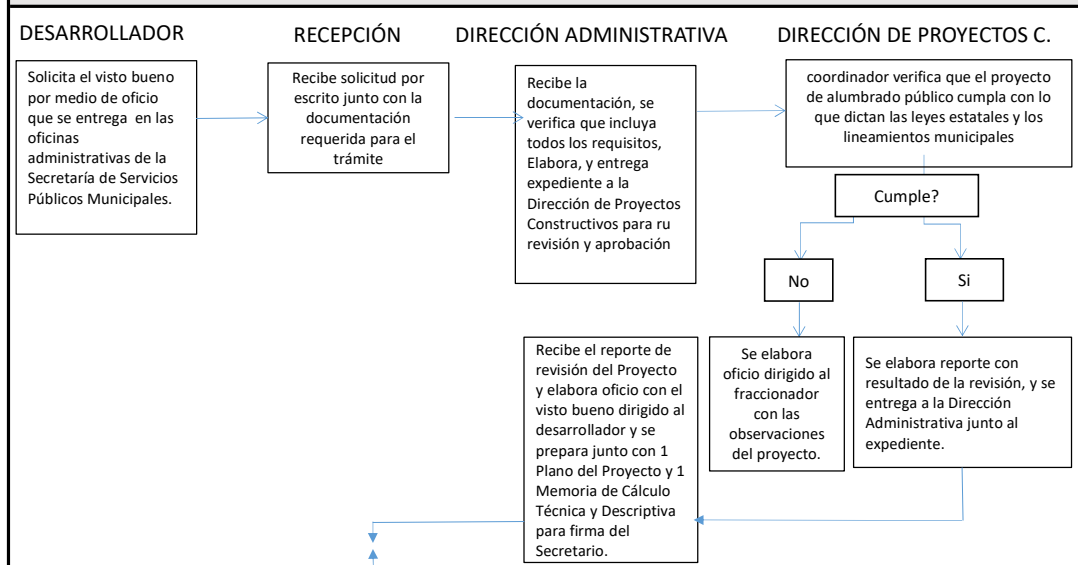 DESARROLLADOR
RECEPCIÓN
DIRECCIÓN ADMINISTRATIVA
DIRECCIÓN DE PROYECTOS C.
Solicita el visto bueno
por medio de oficio
que se entrega en las
oficinas
administrativas de la
Secretaría de Servicios
Públicos Municipales.
Recibe solicitud por
escrito junto con la
documentación
requerida para el
trámite
Recibe la
documentación, se
verifica que incluya
todos los requisitos,
Elabora, y entrega
expediente a la
Dirección de Proyectos
Constructivos para ru
revisión y aprobación
coordinador verifica que el proyecto
de alumbrado público cumpla con lo
que dictan las leyes estatales y los
lineamientos municipales
Cumple?
No
Si
Recibe el reporte de
revisión del Proyecto
y elabora oficio con el
visto bueno dirigido al
desarrollador y se
prepara junto con 1
Plano del Proyecto y 1
Memoria de Cálculo
Técnica y Descriptiva
para firma del
Secretario.
Se elabora
oficio dirigido al
fraccionador
con las
observaciones
del proyecto.
Se elabora reporte con
resultado de la revisión, y se
entrega a la Dirección
Administrativa junto al
expediente.